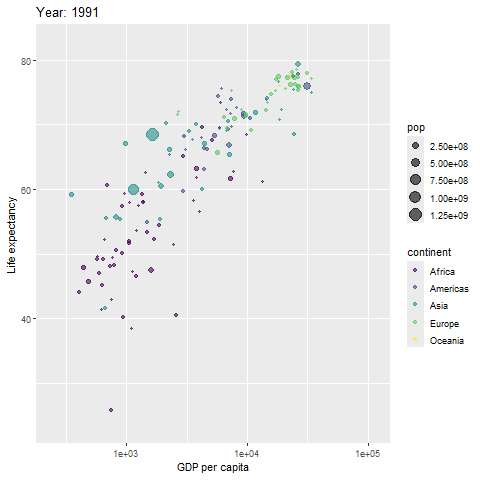 Year: 1991
80
60
40
Life expectancy
1e+03
1e+04
1e+05
GDP per capita
pop
2.50e+08
5.00e+08
7.50e+08
1.00e+09
1.25e+09
continent
Africa
Americas
Asia
Europe
Oceania